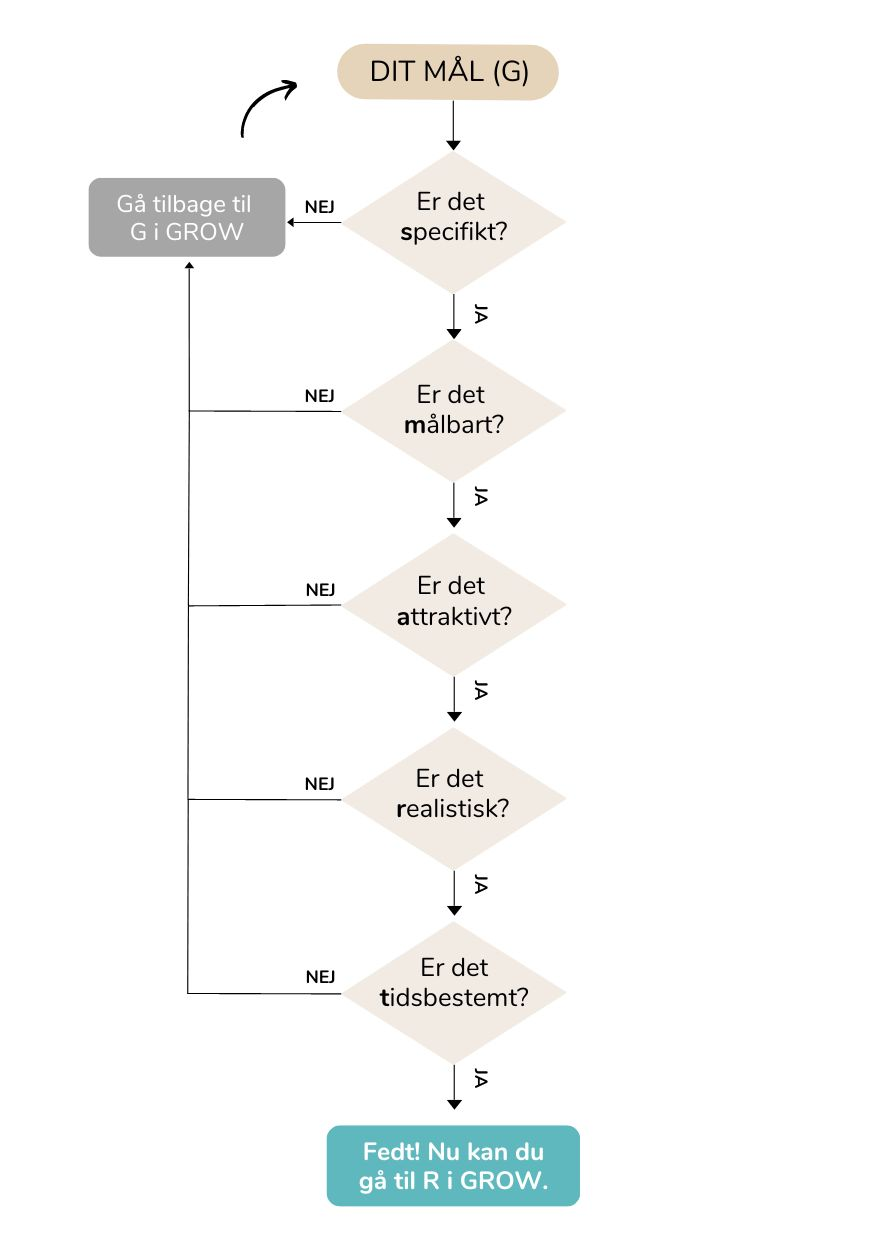 DIT MÅL (G)
Gå tilbage til
G i GROW
NEJ
Er det
specifikt?
JA
NEJ
Er det
målbart?
JA
NEJ
Er det
attraktivt?
JA
NEJ
Er det
realistisk?
JA
NEJ
Er det
tidsbestemt?
JA
Fedt! Nu kan du
gå til R i GROW.